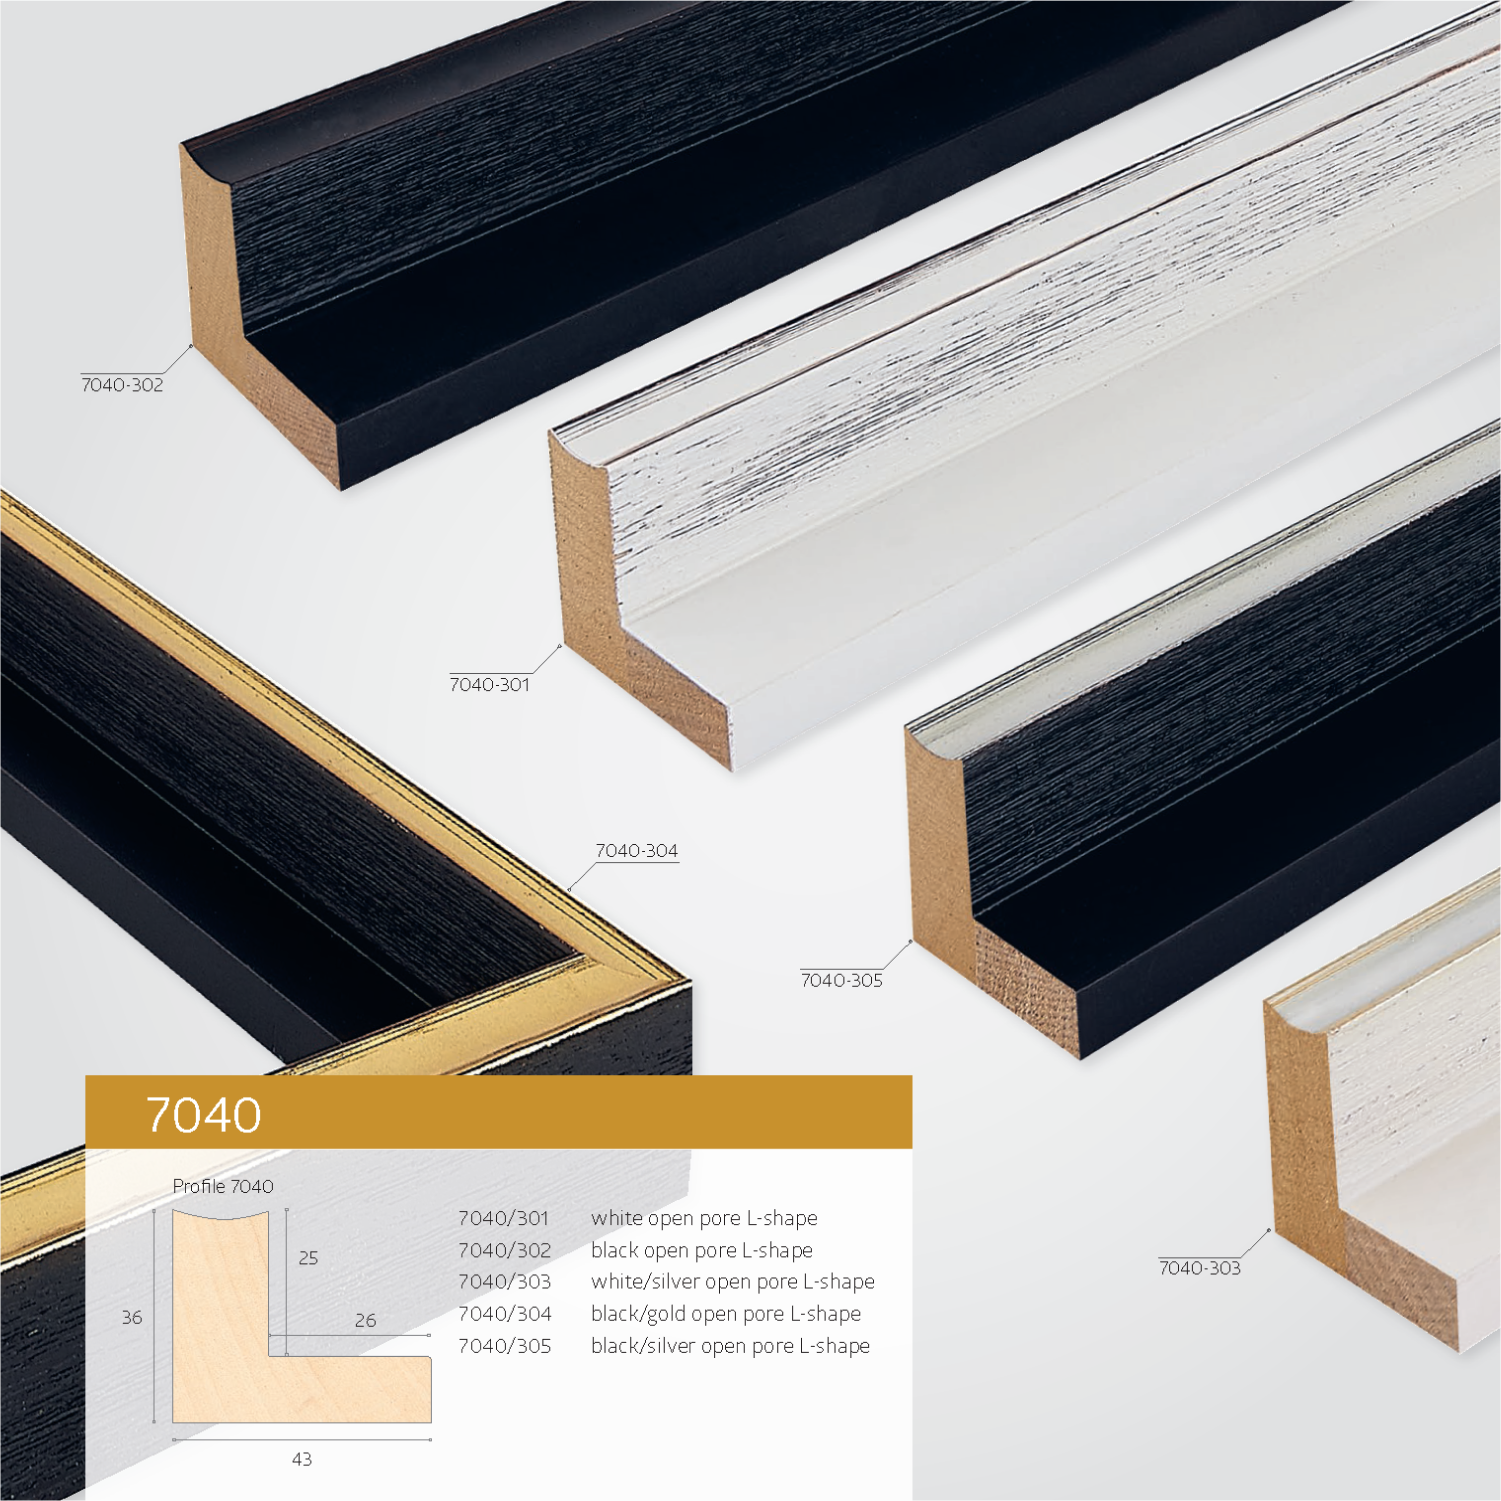 7040-302
7040-301
7040-304
7040-305
7040-303
7040
Profile 7040
36
25
26
43
7040/301 white open pore L-shape
7040/302 black open pore L-shape
7040/303 white/silver open pore L-shape
7040/304 black/gold open pore L-shape
7040/305 black/silver open pore L-shape